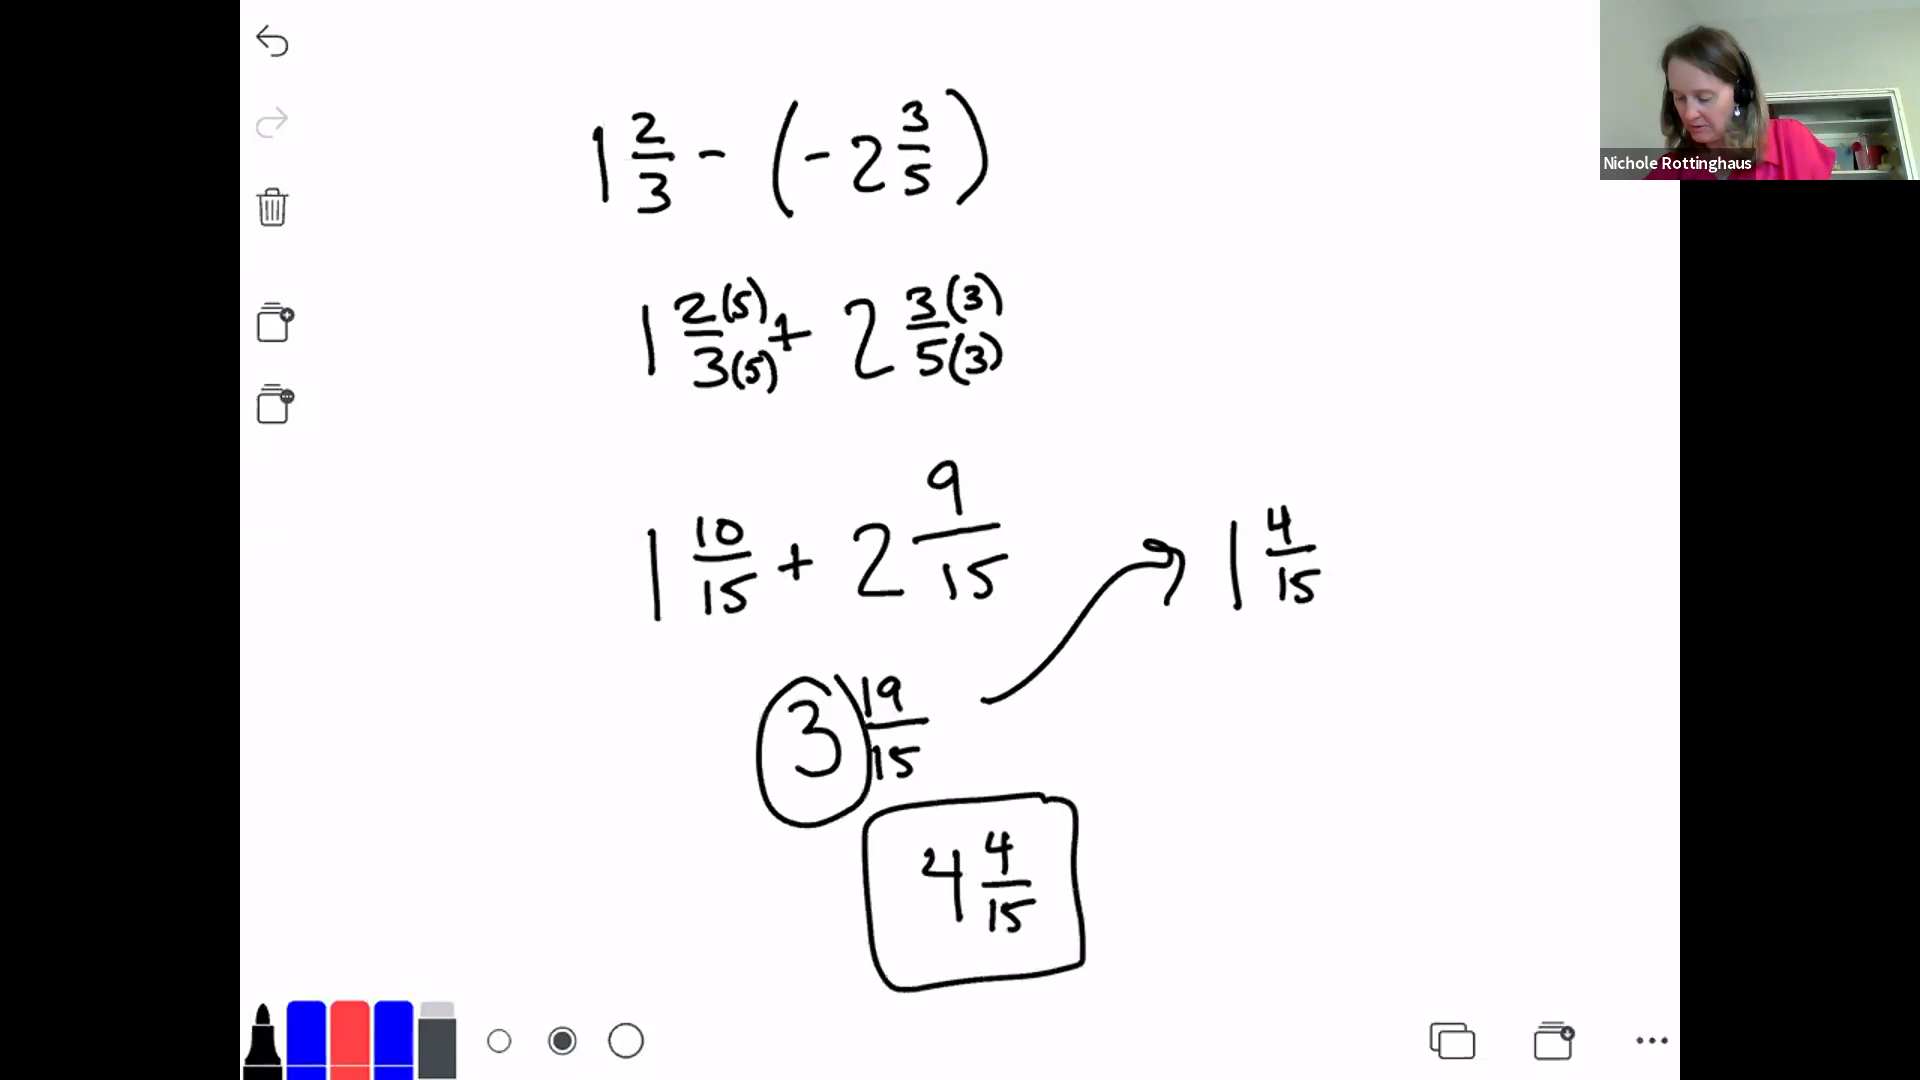 1 2/3 - (-2 3/5)
Nichole Rottinghaus
1 2(5)/3(5) + 2 3(3)/5(3)
1 10/15 + 2 9/15
1 4/15
3 19/15
4 4/15